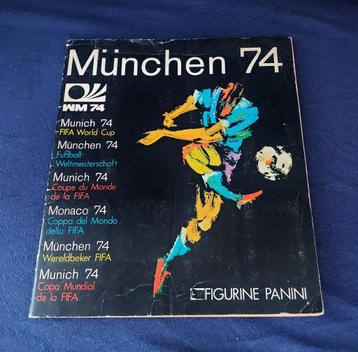 München 74
WM 74
Munich 74
FIFA World Cup
München 74
Fußball-
Weltmeisterschaft
Munich 74
Coupe du Monde
de la FIFA
Monaco 74
Coppa del Mondo
della FIFA
München 74
Wereldbeker FIFA
Munich 74
Copa Mundial
de la FIFA
FIGURINE PANINI